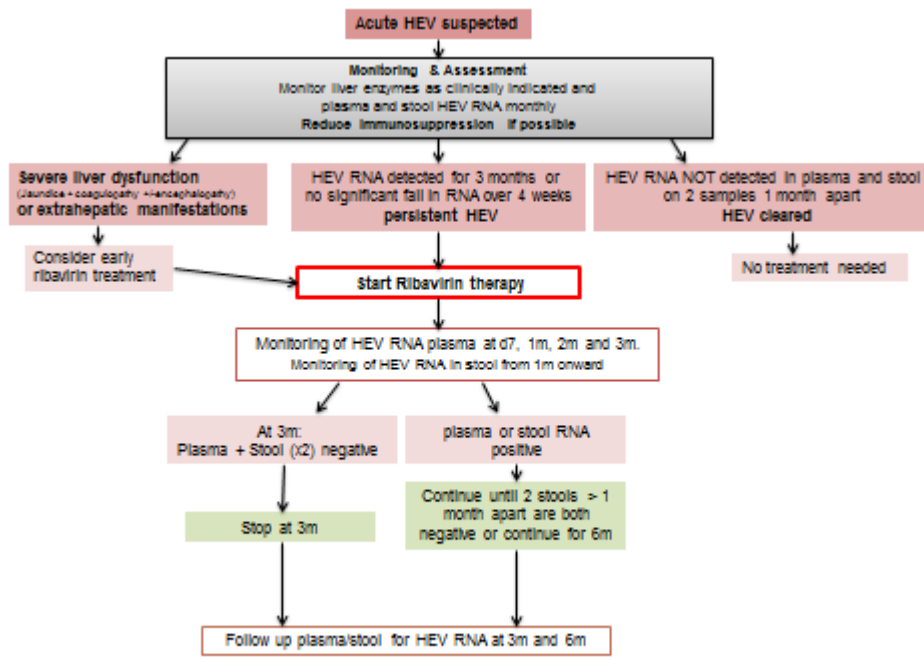 Acute HEV suspected
Monitoring & Assessment
Monitor liver enzymes as clinically indicated and
plasma and stool HEV RNA monthly
Reduce immunosuppression if possible
Severe liver dysfunction
(Jaundice + coagulopathy +/-encephalopathy)
or extrahepatic manifestations
HEV RNA detected for 3 months or
no significant fall in RNA over 4 weeks
persistent HEV
HEV RNA NOT detected in plasma and stool
on 2 samples 1 month apart
HEV cleared
Consider early
ribavirin treatment
No treatment needed
Start Ribavirin therapy
Monitoring of HEV RNA plasma at d7, 1m, 2m and 3m.
Monitoring of HEV RNA in stool from 1m onward
At 3m:
Plasma + Stool (x2) negative
plasma or stool RNA
positive
Stop at 3m
Continue until 2 stools > 1
month apart are both
negative or continue for 6m
Follow up plasma/stool for HEV RNA at 3m and 6m